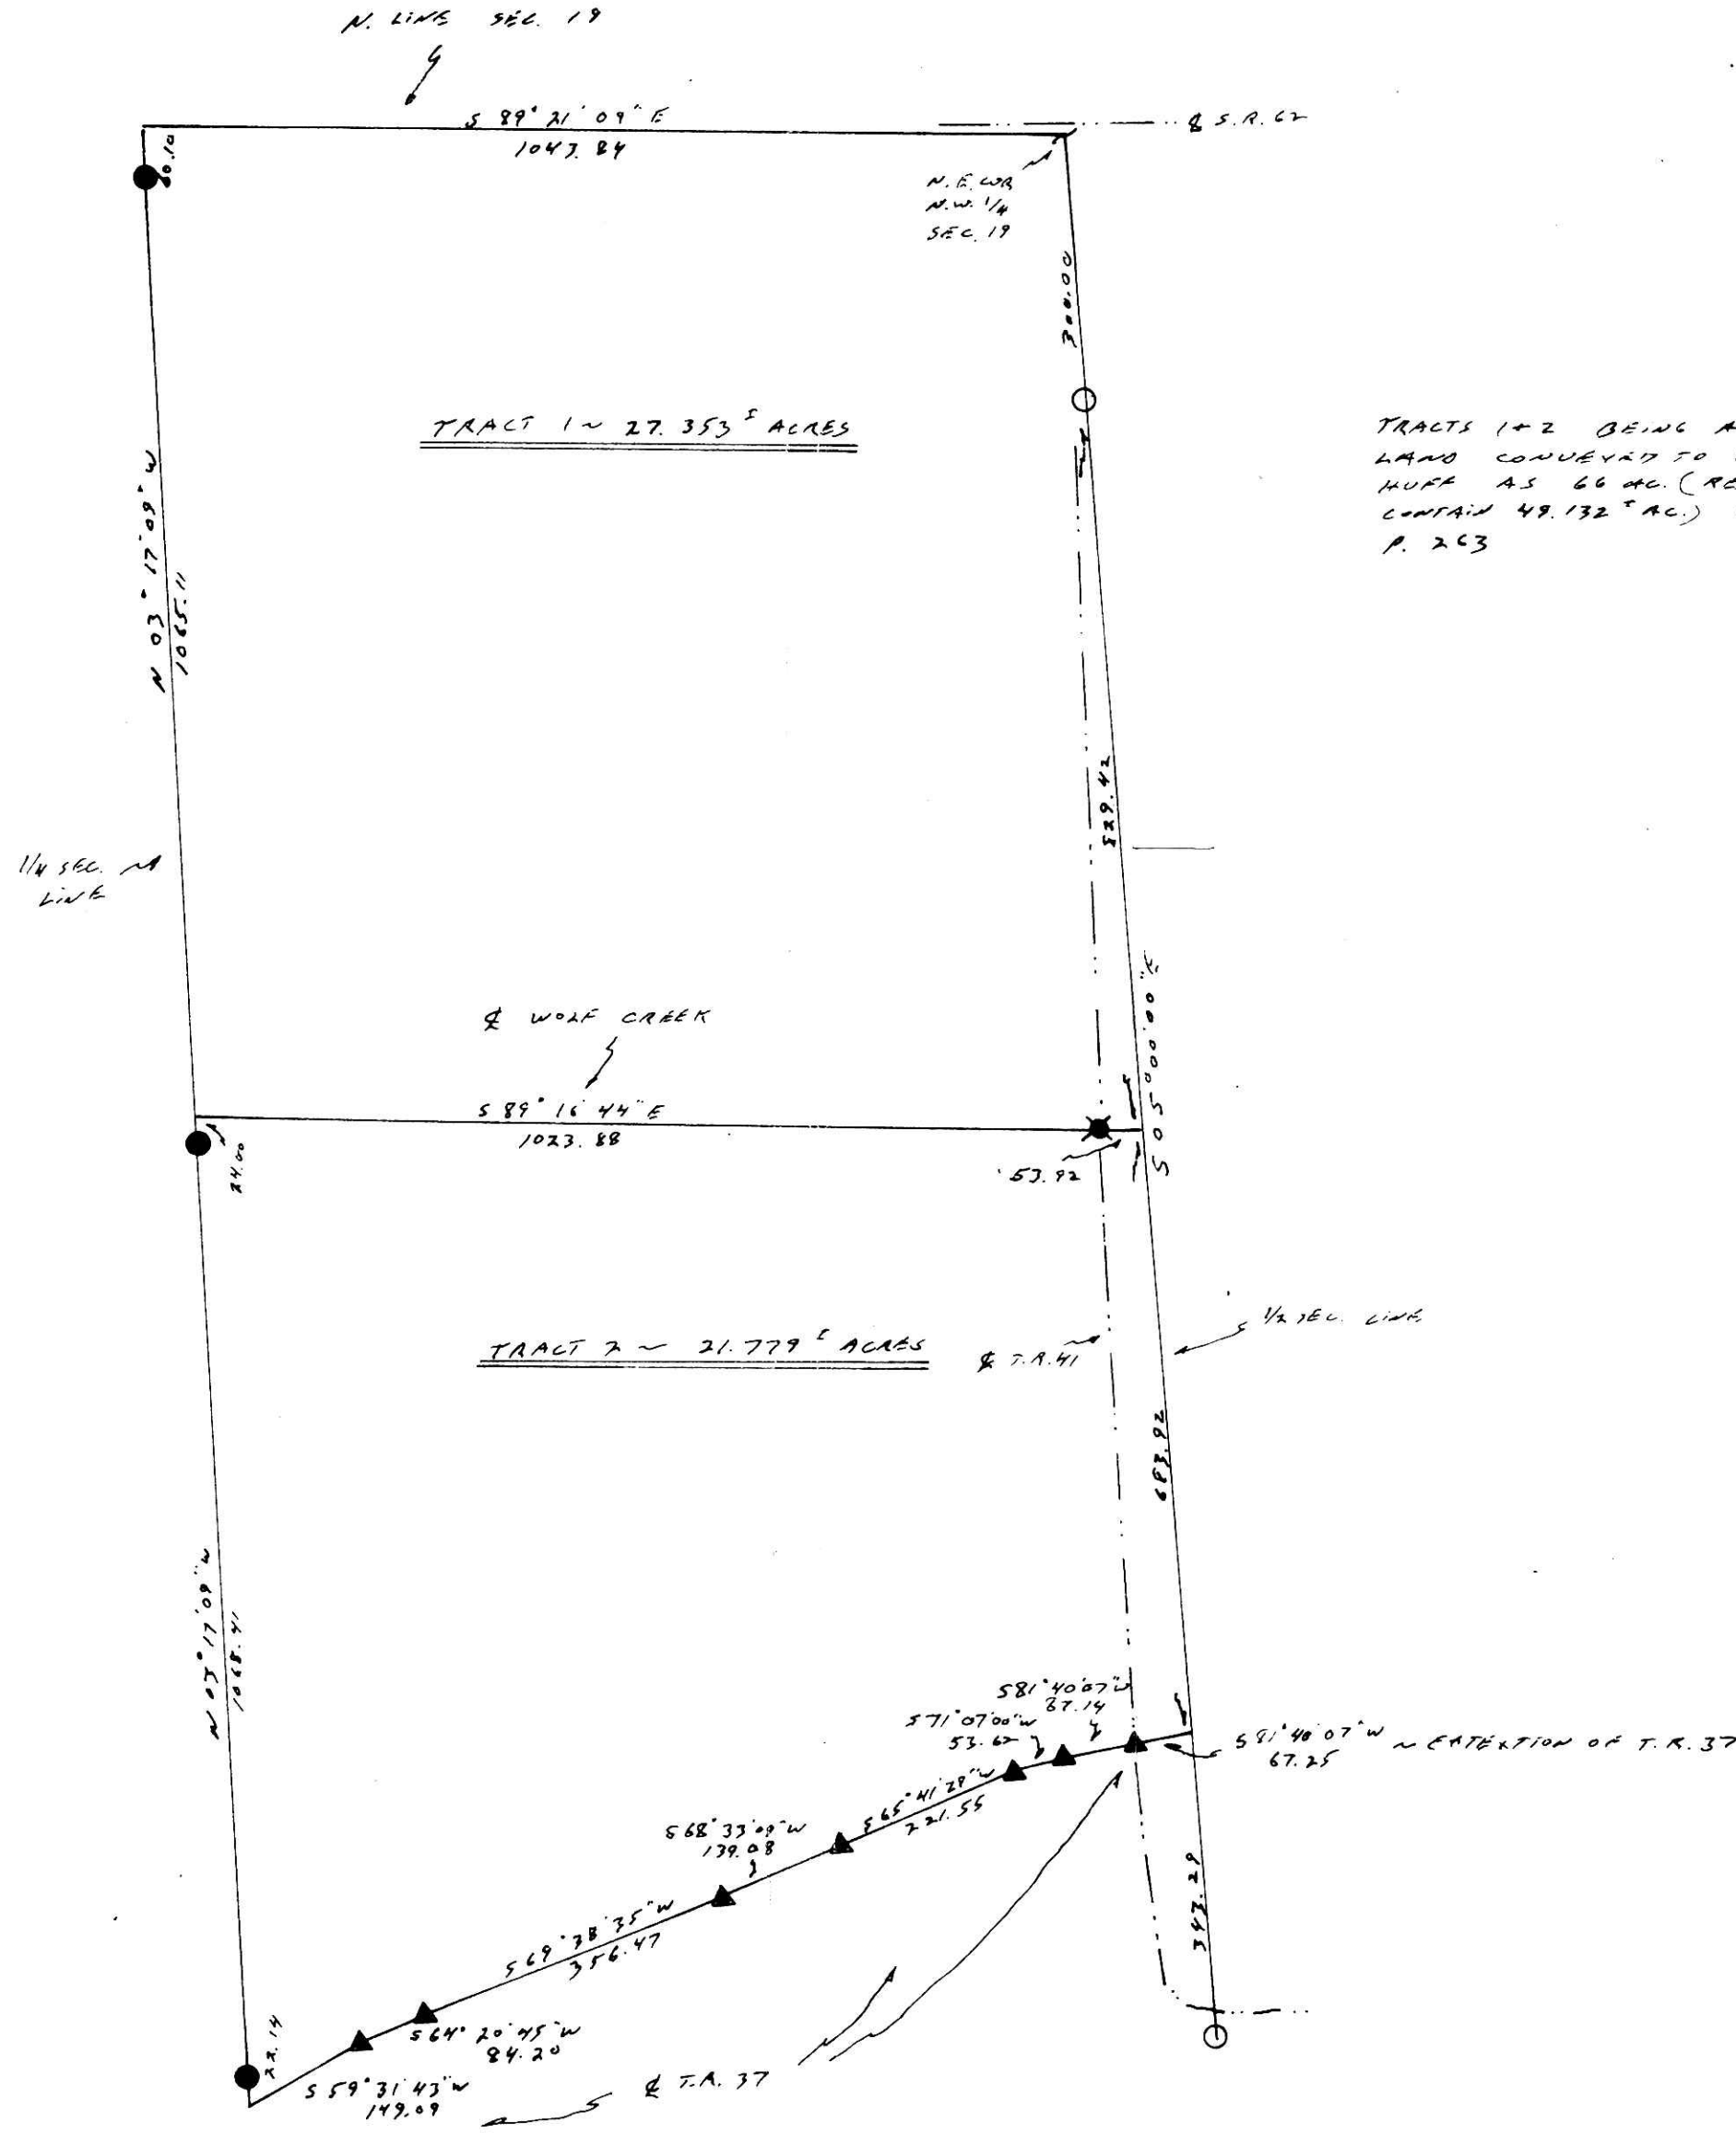 N. LINE SEC. 19
S 89° 21' 09" E
1043.84
℄ S.R. 62
N.E. COR
N.W. 1/4
SEC. 19
300.00
TRACT 1 ~ 27.353± ACRES
TRACTS 1+2 BEING A
LAND CONVEYED TO
HUFF AS 66 AC. (RE
CONTAIN 49.132± AC.)
P. 263
N 03° 17' 09" W
1065.11
829.42
1/4 SEC.
LINE
S 05° 00' 00" E
℄ WOLF CREEK
S 89° 16' 44" E
1023.88
24.00
53.92
1/2 SEC. LINE
TRACT 2 ~ 21.779± ACRES
℄ T.R. 41
683.92
N 03° 17' 09" W
1068.41
S 81° 40' 07" W
87.14
S 71° 07' 00" W
53.62
S 81° 40' 07" W ~ EXTEXTION OF T.R. 37
67.25
S 65° 41' 28" W
221.55
S 68° 33' 09" W
139.08
343.29
S 69° 38' 35" W
356.47
S 64° 20' 45" W
84.20
22.14
S 59° 31' 43" W
149.09
℄ T.R. 37